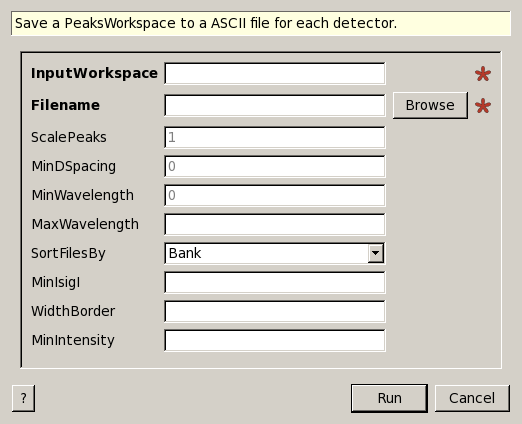 Save a PeaksWorkspace to a ASCII file for each detector.
InputWorkspace *
Filename Browse *
ScalePeaks 1
MinDSpacing 0
MinWavelength 0
MaxWavelength
SortFilesBy Bank
MinIsigI
WidthBorder
MinIntensity
? Run Cancel